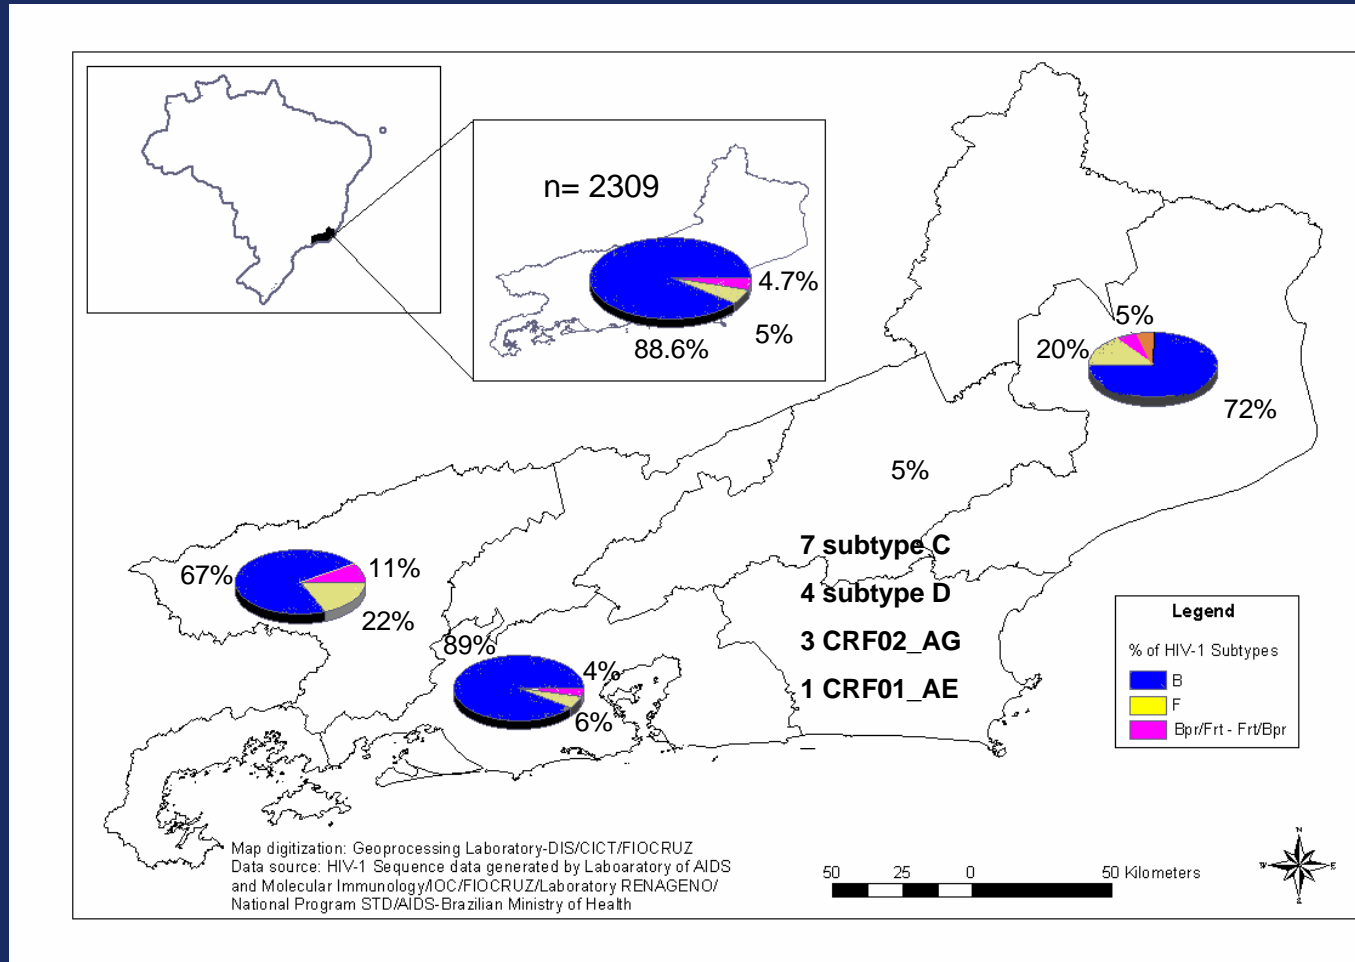 n= 2309
4.7%
5%
88.6%
5%
20%
72%
5%
7 subtype C
4 subtype D
3 CRF02_AG
1 CRF01_AE
67%
11%
22%
89%
4%
6%
Legend
% of HIV-1 Subtypes
B
F
Bpr/Frt - Frt/Bpr
Map digitization: Geoprocessing Laboratory-DIS/CICT/FIOCRUZ
Data source: HIV-1 Sequence data generated by Laboaratory of AIDS
and Molecular Immunology/IOC/FIOCRUZ/Laboratory RENAGENO/
National Program STD/AIDS-Brazilian Ministry of Health
50 25 0 50 Kilometers
N
W E
S